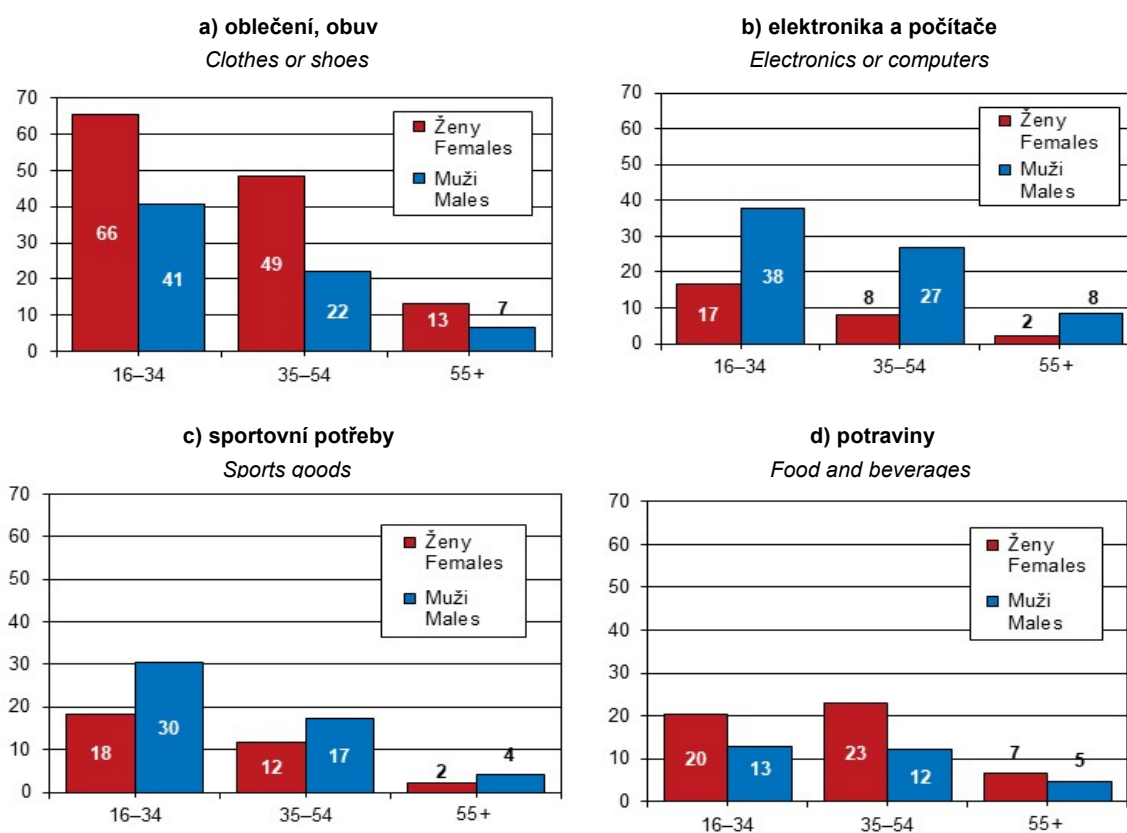 a) oblečení, obuv
Clothes or shoes
70
60
50
40
30
20
10
0
66
41
49
22
13
7
16–34
35–54
55+
Ženy
Females
Muži
Males
b) elektronika a počítače
Electronics or computers
70
60
50
40
30
20
10
0
17
38
8
27
2
8
16–34
35–54
55+
Ženy
Females
Muži
Males
c) sportovní potřeby
Sports goods
70
60
50
40
30
20
10
0
18
30
12
17
2
4
16–34
35–54
55+
Ženy
Females
Muži
Males
d) potraviny
Food and beverages
70
60
50
40
30
20
10
0
20
13
23
12
7
5
16–34
35–54
55+
Ženy
Females
Muži
Males